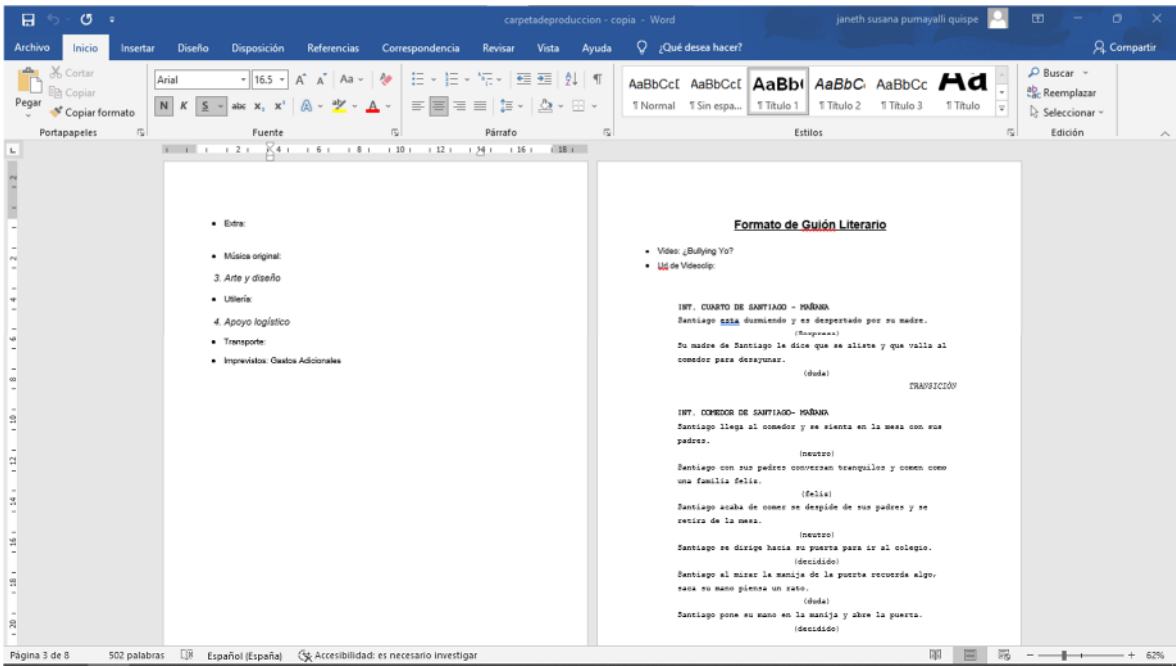 carpetadeproduccion - copia - Word
janeth susana pumayalli quispe
Archivo Inicio Insertar Diseño Disposición Referencias Correspondencia Revisar Vista Ayuda ¿Qué desea hacer? Compartir
Pegar
Cortar
Copiar
Copiar formato
Portapapeles
Arial 16.5
N K S abc x₂ x²
Fuente
Párrafo
AaBbCcI AaBbCcI AaBb( AaBbC AaBbCc Aa
¶ Normal ¶ Sin espa... ¶ Título 1 ¶ Título 2 ¶ Título 3 ¶ Título
Estilos
Buscar
Reemplazar
Seleccionar
Edición
• Extra:
• Música original:
3. Arte y diseño
• Utilería:
4. Apoyo logístico
• Transporte:
• Imprevistos: Gastos Adicionales
Formato de Guión Literario
• Video: ¿Bullying Yo?
• Url de Videoclip:
INT. CUARTO DE SANTIAGO - MAÑANA
Santiago esta durmiendo y es despertado por su madre.
(Sorpresa)
Su madre de Santiago le dice que se aliste y que valla al
comedor para desayunar.
(duda)
TRANSICIÓN
INT. COMEDOR DE SANTIAGO- MAÑANA
Santiago llega al comedor y se sienta en la mesa con sus
padres.
(neutro)
Santiago con sus padres conversan tranquilos y comen como
una familia feliz.
(feliz)
Santiago acaba de comer se despide de sus padres y se
retira de la mesa.
(neutro)
Santiago se dirige hacia su puerta para ir al colegio.
(decidido)
Santiago al mirar la manija de la puerta recuerda algo,
saca su mano piensa un rato.
(duda)
Santiago pone su mano en la manija y abre la puerta.
(decidido)
Página 3 de 8 502 palabras Español (España) Accesibilidad: es necesario investigar 62%